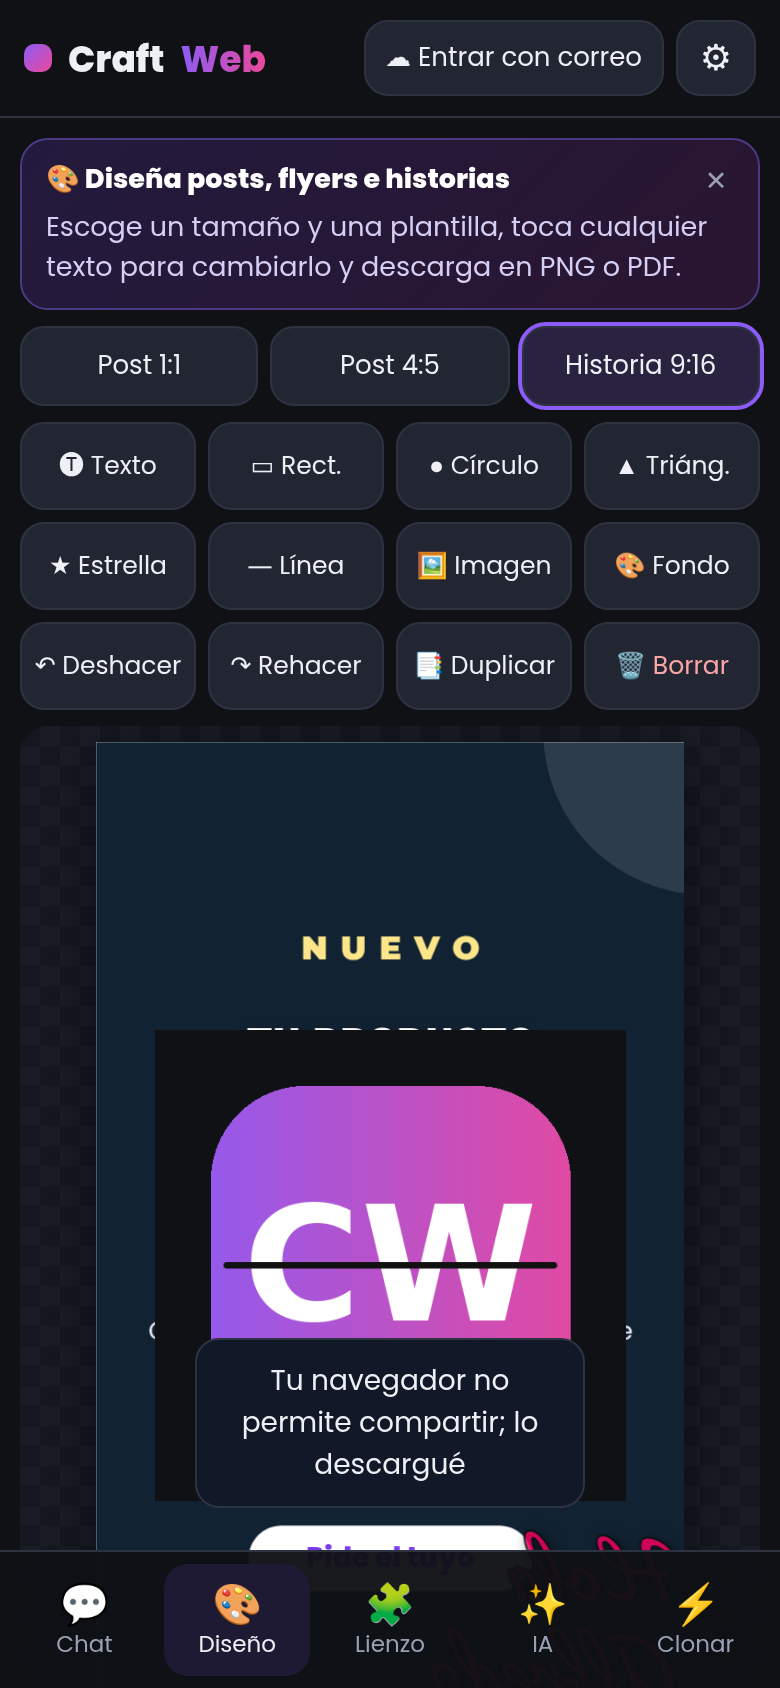 Craft Web
☁ Entrar con correo
🎨 Diseña posts, flyers e historias
Escoge un tamaño y una plantilla, toca cualquier
texto para cambiarlo y descarga en PNG o PDF.
Post 1:1
Post 4:5
Historia 9:16
🅣 Texto
▭ Rect.
● Círculo
▲ Triáng.
★ Estrella
— Línea
🖼️ Imagen
🎨 Fondo
↶ Deshacer
↷ Rehacer
📑 Duplicar
🗑️ Borrar
NUEVO
TU PRODUCTO
CW
Tu navegador no
permite compartir; lo
descargué
Pide el tuyo
Hola
Chat
Diseño
Lienzo
IA
Clonar